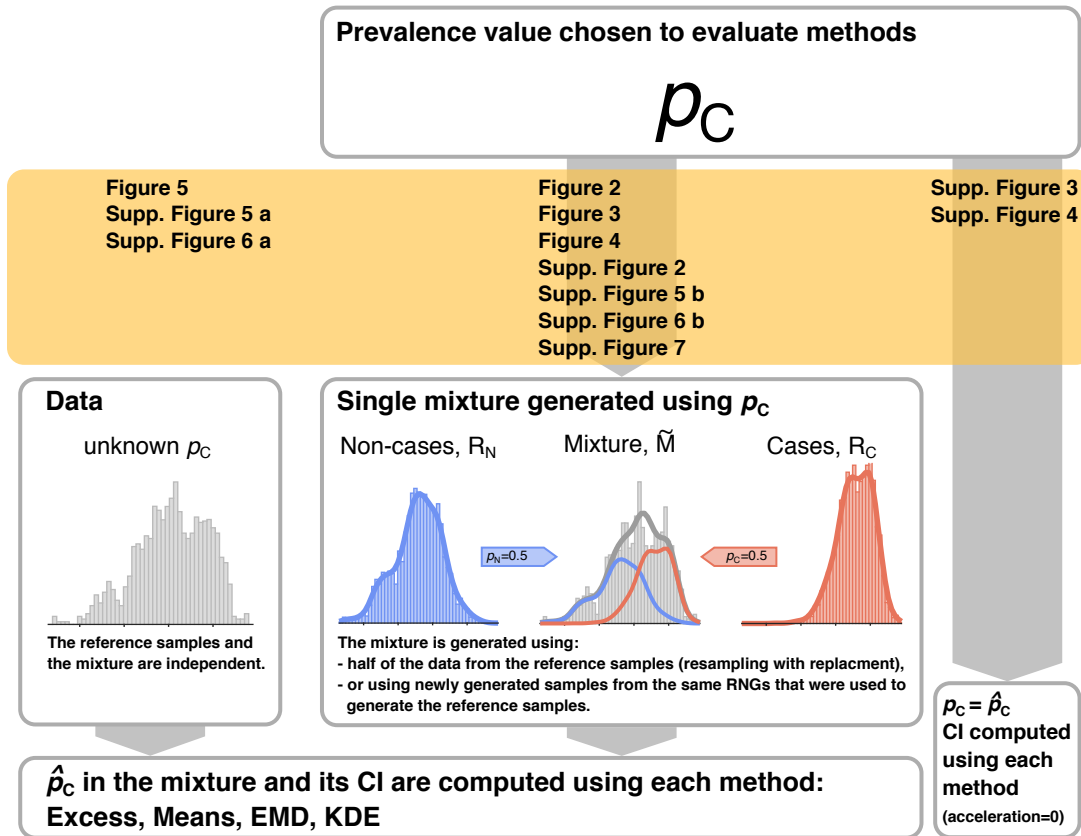 Prevalence value chosen to evaluate methods
pC
Figure 5
Supp. Figure 5 a
Supp. Figure 6 a
Figure 2
Figure 3
Figure 4
Supp. Figure 2
Supp. Figure 5 b
Supp. Figure 6 b
Supp. Figure 7
Supp. Figure 3
Supp. Figure 4
Data
unknown pC
The reference samples and
the mixture are independent.
Single mixture generated using pC
Non-cases, RN
Mixture, M̃
Cases, RC
pN=0.5
pC=0.5
The mixture is generated using:
- half of the data from the reference samples (resampling with replacment),
- or using newly generated samples from the same RNGs that were used to
generate the reference samples.
pC = p̂C
CI computed
using each
method
(acceleration=0)
p̂C in the mixture and its CI are computed using each method:
Excess, Means, EMD, KDE